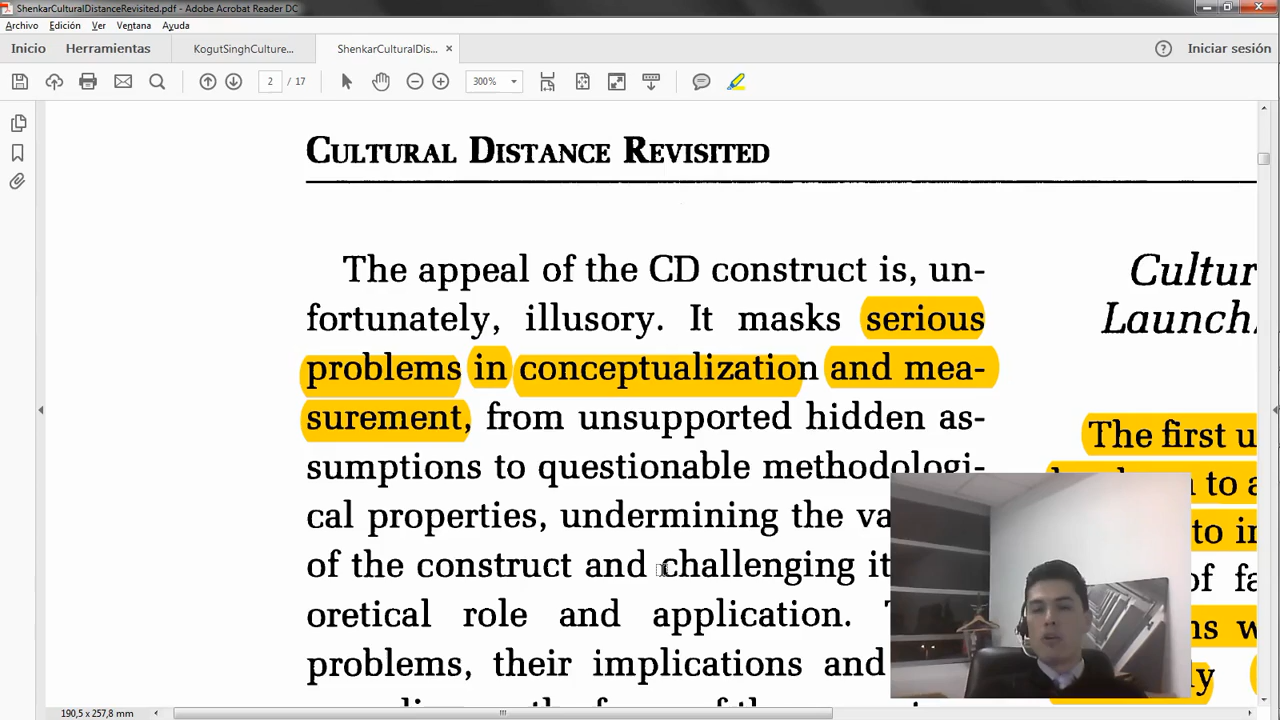 ShenkarCulturalDistanceRevisited.pdf - Adobe Acrobat Reader DC
Archivo Edición Ver Ventana Ayuda
Inicio Herramientas KogutSinghCulture... ShenkarCulturalDis... × Iniciar sesión
2 / 17 300%
CULTURAL DISTANCE REVISITED
The appeal of the CD construct is, un-
fortunately, illusory. It masks serious
problems in conceptualization and mea-
surement, from unsupported hidden as-
sumptions to questionable methodologi-
cal properties, undermining the va
of the construct and challenging it
oretical role and application.
problems, their implications and
Cultur
Launch
The first u
to a
to in
of fa
ns w
y
190,5 x 257,8 mm